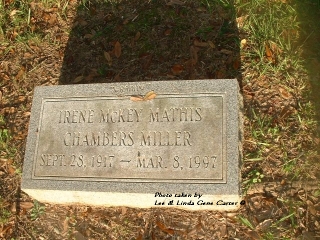 IRENE MCKEY MATHIS
CHAMBERS MILLER
SEPT. 28, 1917 — MAR. 8, 1997
Photo taken by
Lee & Linda Gene Carter ©